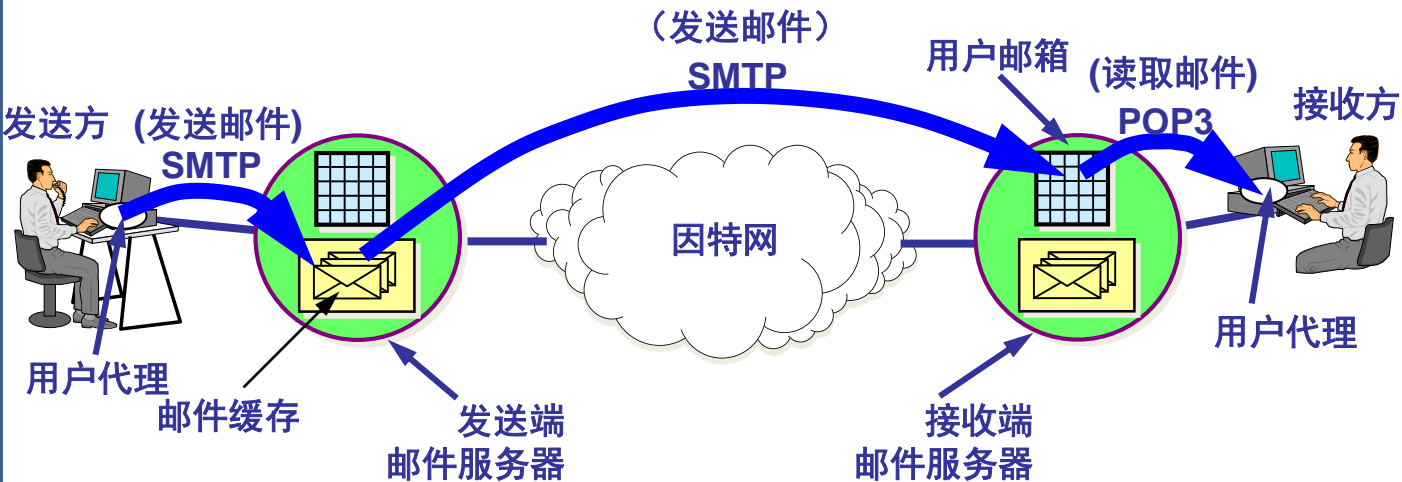 （发送邮件）
SMTP
用户邮箱
(读取邮件)
POP3
接收方
发送方
(发送邮件)
SMTP
因特网
用户代理
邮件缓存
发送端
邮件服务器
接收端
邮件服务器
用户代理